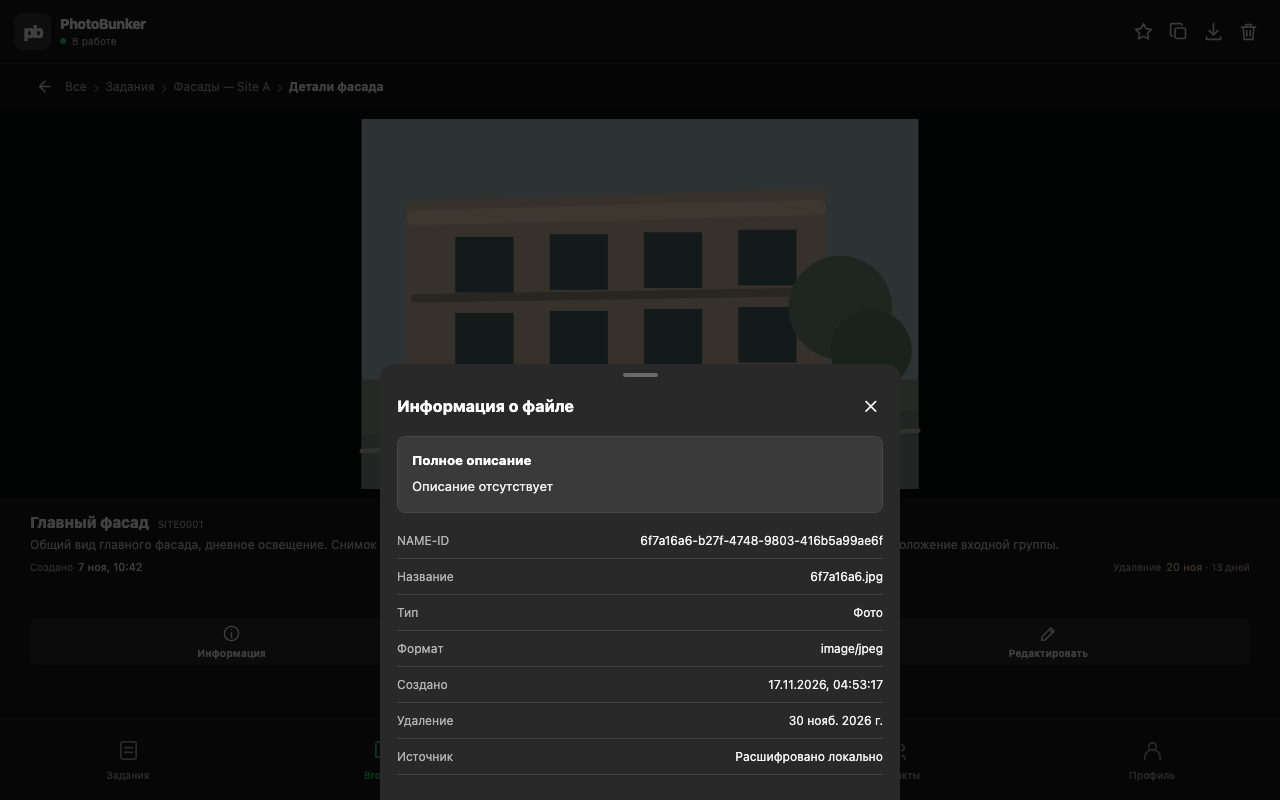 pb
PhotoBunker
В работе
Все › Задания › Фасады — Site A › Детали фасада
Информация о файле
Полное описание
Описание отсутствует
Главный фасад SITE0001
Общий вид главного фасада, дневное освещение. Снимок
оложение входной группы.
Создано 7 ноя, 10:42
Удаление 20 ноя · 13 дней
NAME-ID 6f7a16a6-b27f-4748-9803-416b5a99ae6f
Название 6f7a16a6.jpg
Тип Фото
Формат image/jpeg
Создано 17.11.2026, 04:53:17
Удаление 30 нояб. 2026 г.
Источник Расшифровано локально
Информация
Редактировать
Задания
Профиль